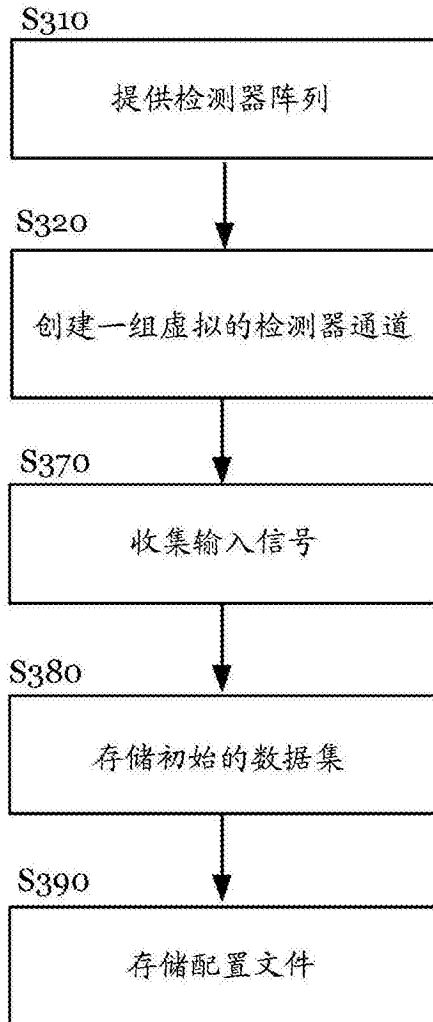 S310
提供检测器阵列
S320
创建一组虚拟的检测器通道
S370
收集输入信号
S380
存储初始的数据集
S390
存储配置文件